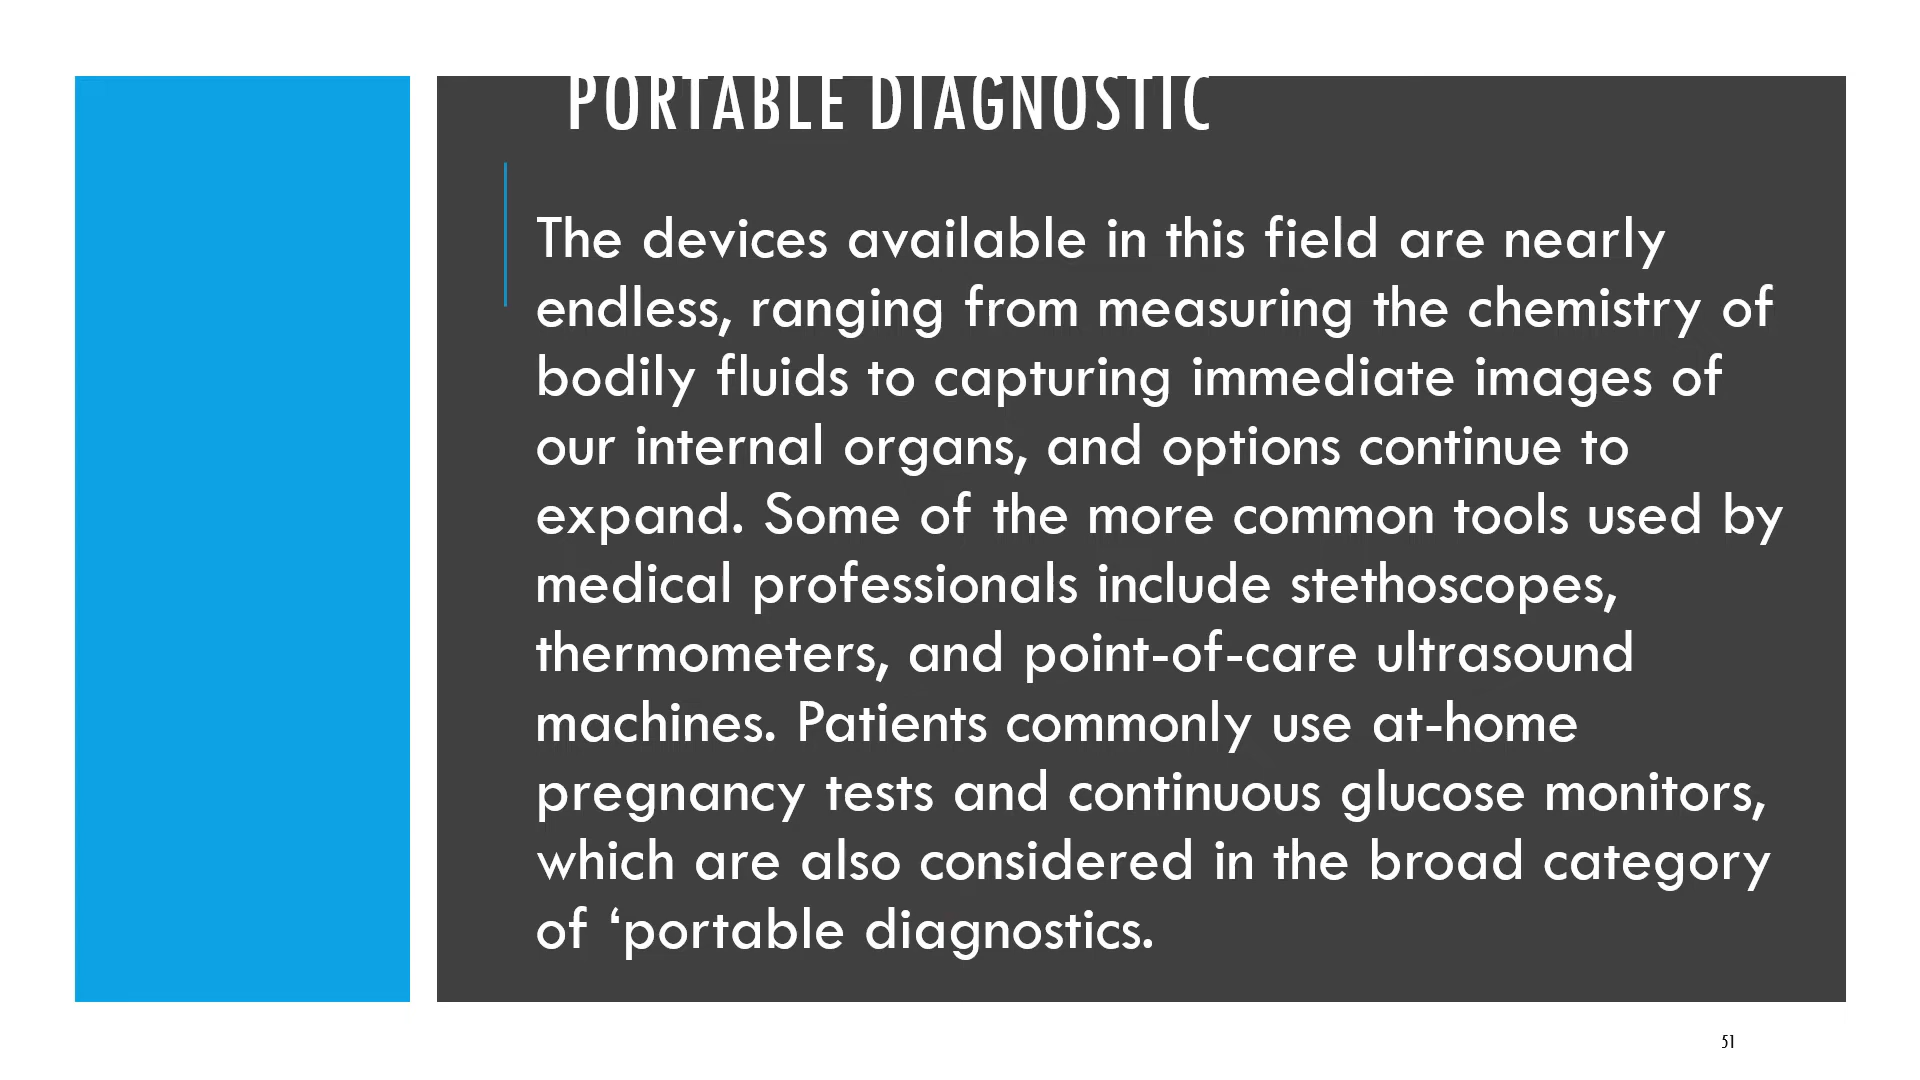 PORTABLE DIAGNOSTIC
The devices available in this field are nearly
endless, ranging from measuring the chemistry of
bodily fluids to capturing immediate images of
our internal organs, and options continue to
expand. Some of the more common tools used by
medical professionals include stethoscopes,
thermometers, and point-of-care ultrasound
machines. Patients commonly use at-home
pregnancy tests and continuous glucose monitors,
which are also considered in the broad category
of ‘portable diagnostics.
51